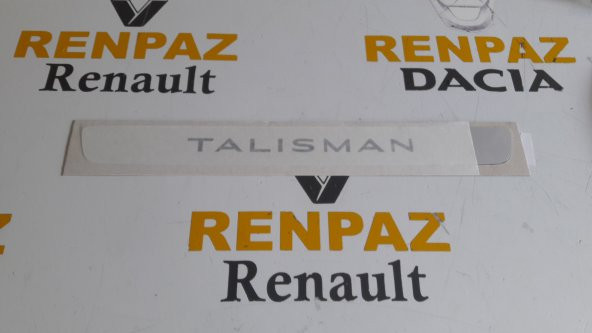 RENPAZ
Renault
RENPAZ
DACIA
TALISMAN
RENPAZ
Renault